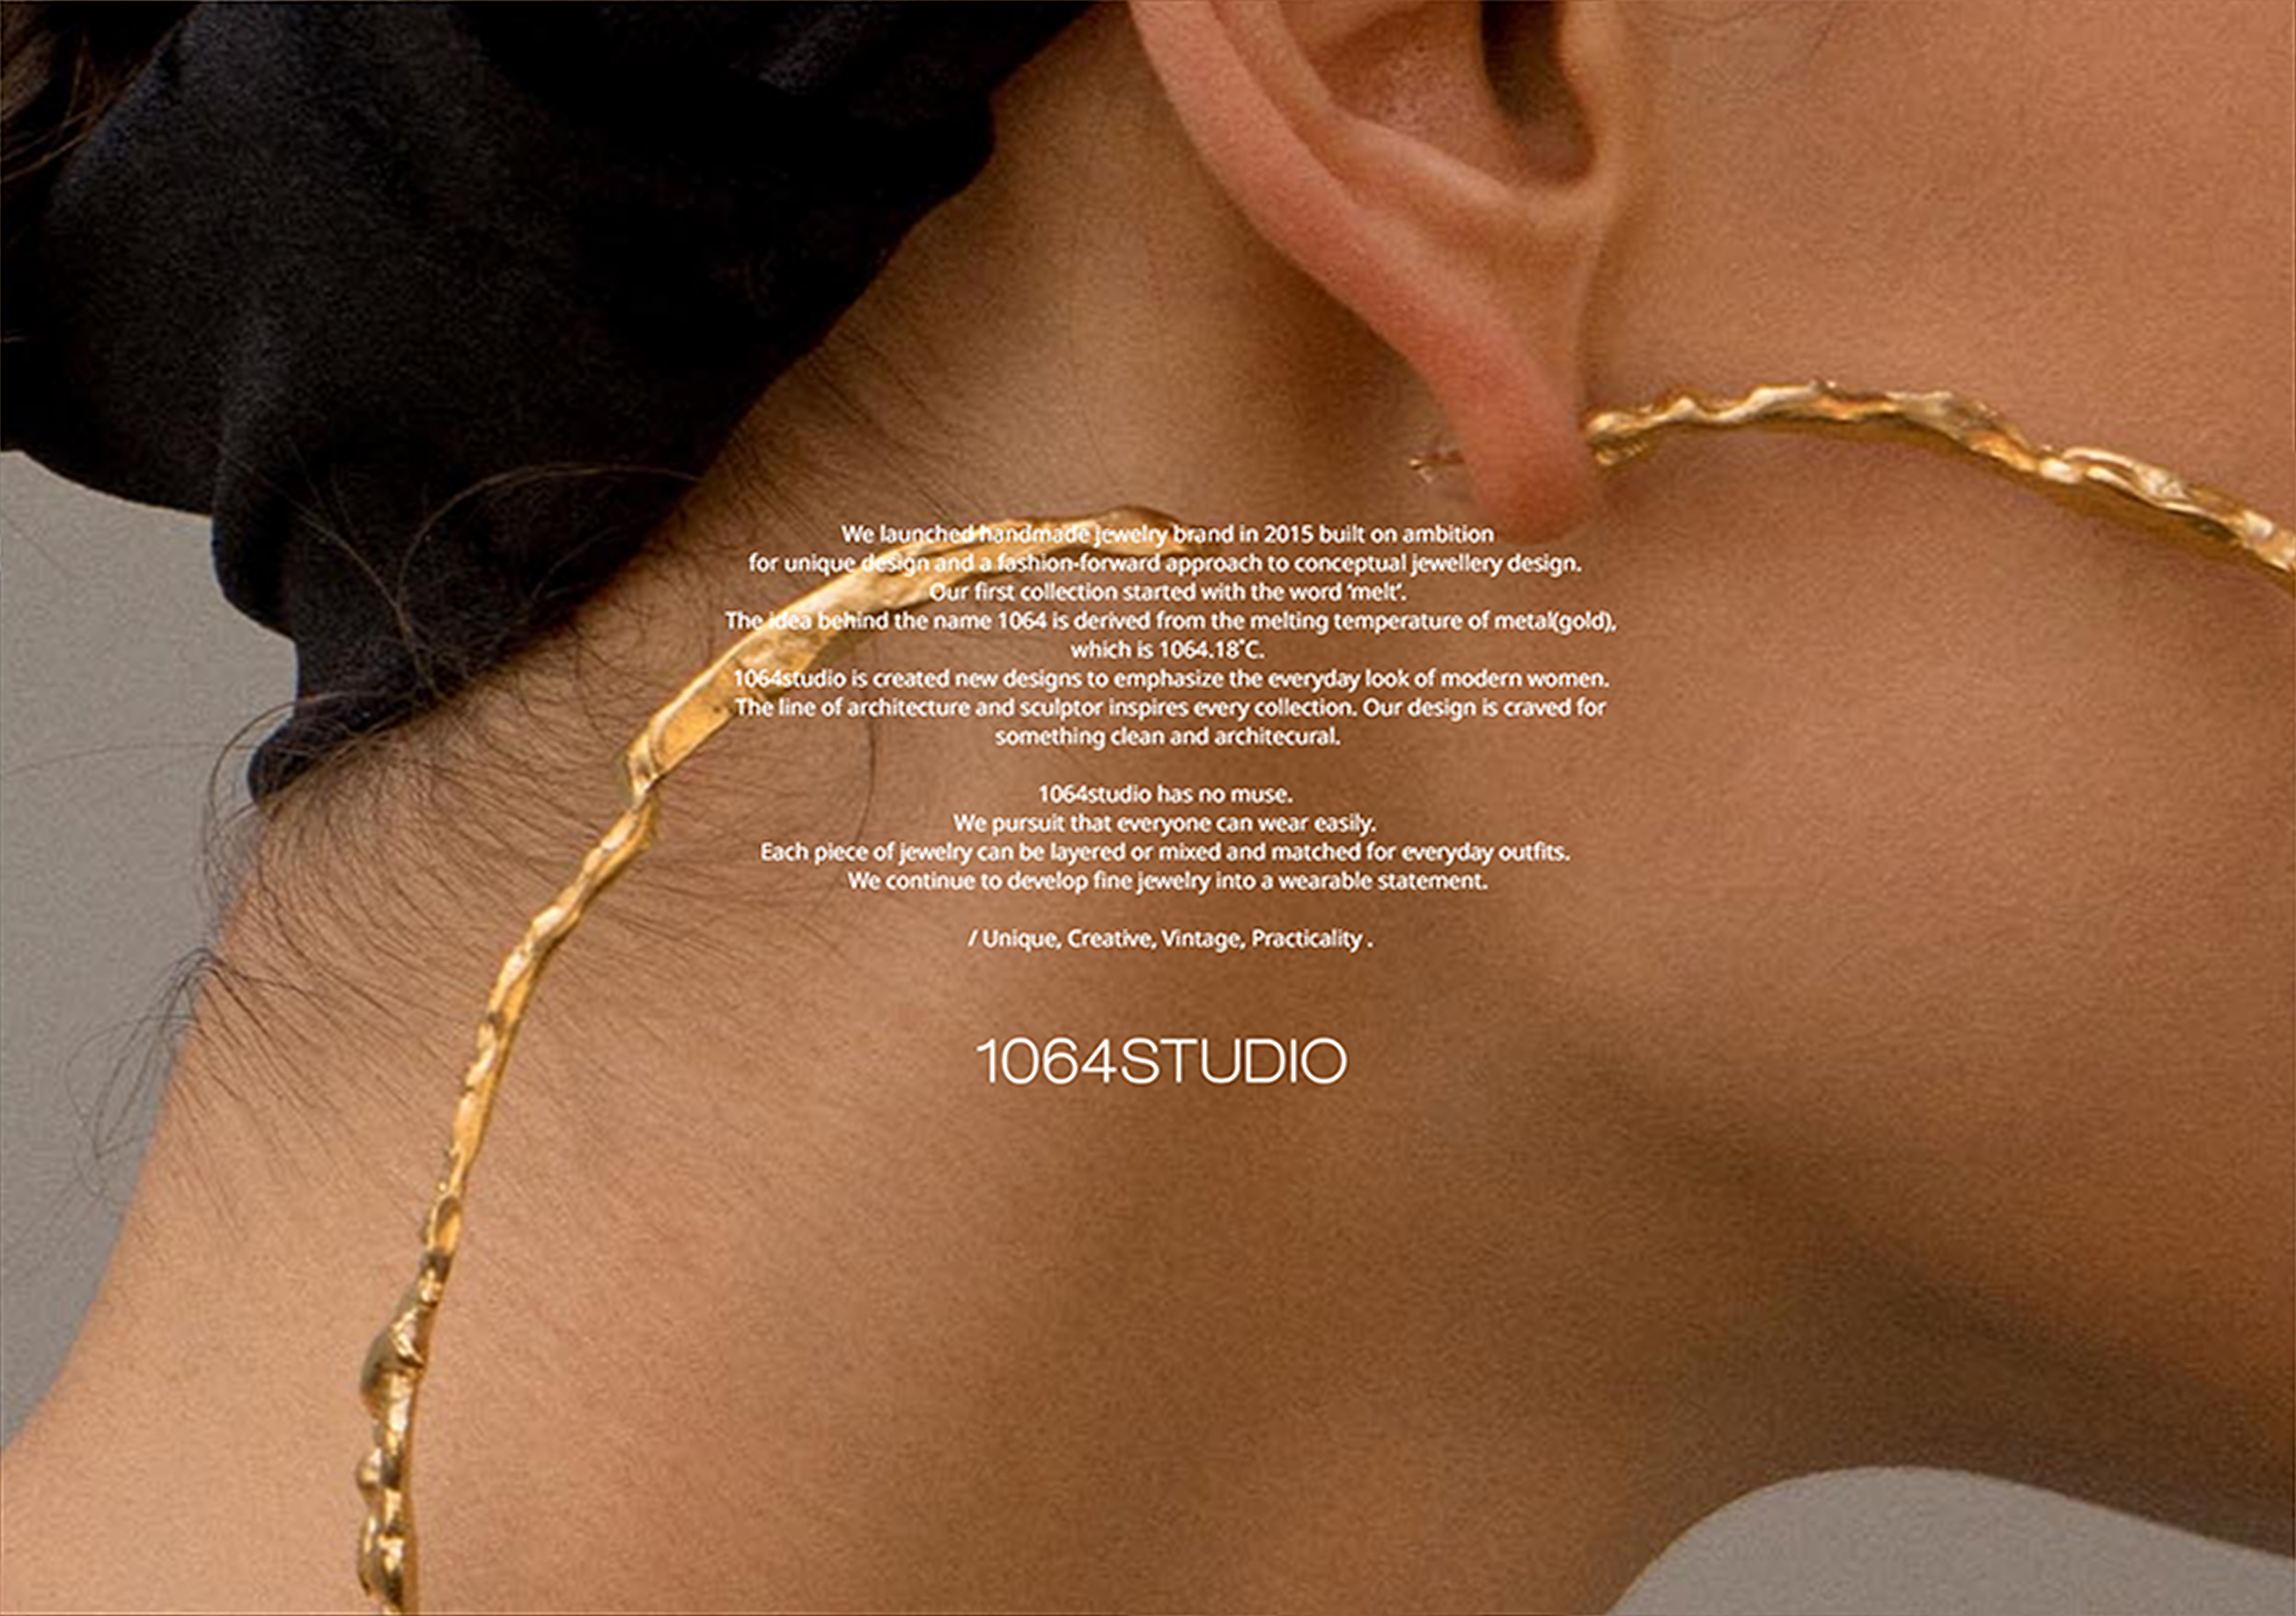 We launched handmade jewelry brand in 2015 built on ambition
for unique design and a fashion-forward approach to conceptual jewellery design.
Our first collection started with the word ‘melt’.
The idea behind the name 1064 is derived from the melting temperature of metal(gold),
which is 1064.18˚C.
1064studio is created new designs to emphasize the everyday look of modern women.
The line of architecture and sculptor inspires every collection. Our design is craved for
something clean and architecural.
1064studio has no muse.
We pursuit that everyone can wear easily.
Each piece of jewelry can be layered or mixed and matched for everyday outfits.
We continue to develop fine jewelry into a wearable statement.
/ Unique, Creative, Vintage, Practicality .
1064STUDIO